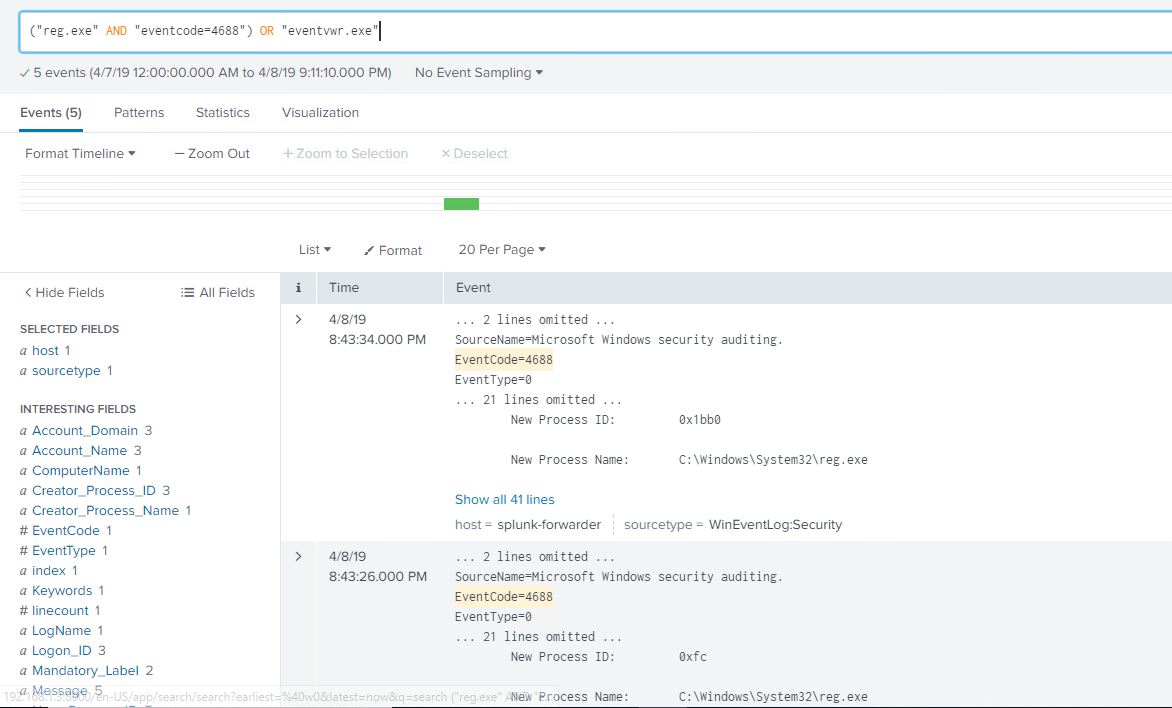 ("reg.exe" AND "eventcode=4688") OR "eventvwr.exe"
✓ 5 events (4/7/19 12:00:00.000 AM to 4/8/19 9:11:10.000 PM) No Event Sampling ▾
Events (5) Patterns Statistics Visualization
Format Timeline ▾ — Zoom Out + Zoom to Selection × Deselect
List ▾ Format 20 Per Page ▾
< Hide Fields All Fields
i Time Event
SELECTED FIELDS
a host 1
a sourcetype 1
INTERESTING FIELDS
a Account_Domain 3
a Account_Name 3
a ComputerName 1
a Creator_Process_ID 3
a Creator_Process_Name 1
# EventCode 1
# EventType 1
a index 1
a Keywords 1
# linecount 1
a LogName 1
a Logon_ID 3
a Mandatory_Label 2
a Message 5
> 4/8/19
8:43:34.000 PM
... 2 lines omitted ...
SourceName=Microsoft Windows security auditing.
EventCode=4688
EventType=0
... 21 lines omitted ...
New Process ID: 0x1bb0
New Process Name: C:\Windows\System32\reg.exe
Show all 41 lines
host = splunk-forwarder sourcetype = WinEventLog:Security
> 4/8/19
8:43:26.000 PM
... 2 lines omitted ...
SourceName=Microsoft Windows security auditing.
EventCode=4688
EventType=0
... 21 lines omitted ...
New Process ID: 0xfc
New Process Name: C:\Windows\System32\reg.exe
/en-US/app/search/search?earliest=%40w0&latest=now&q=search ("reg.exe"